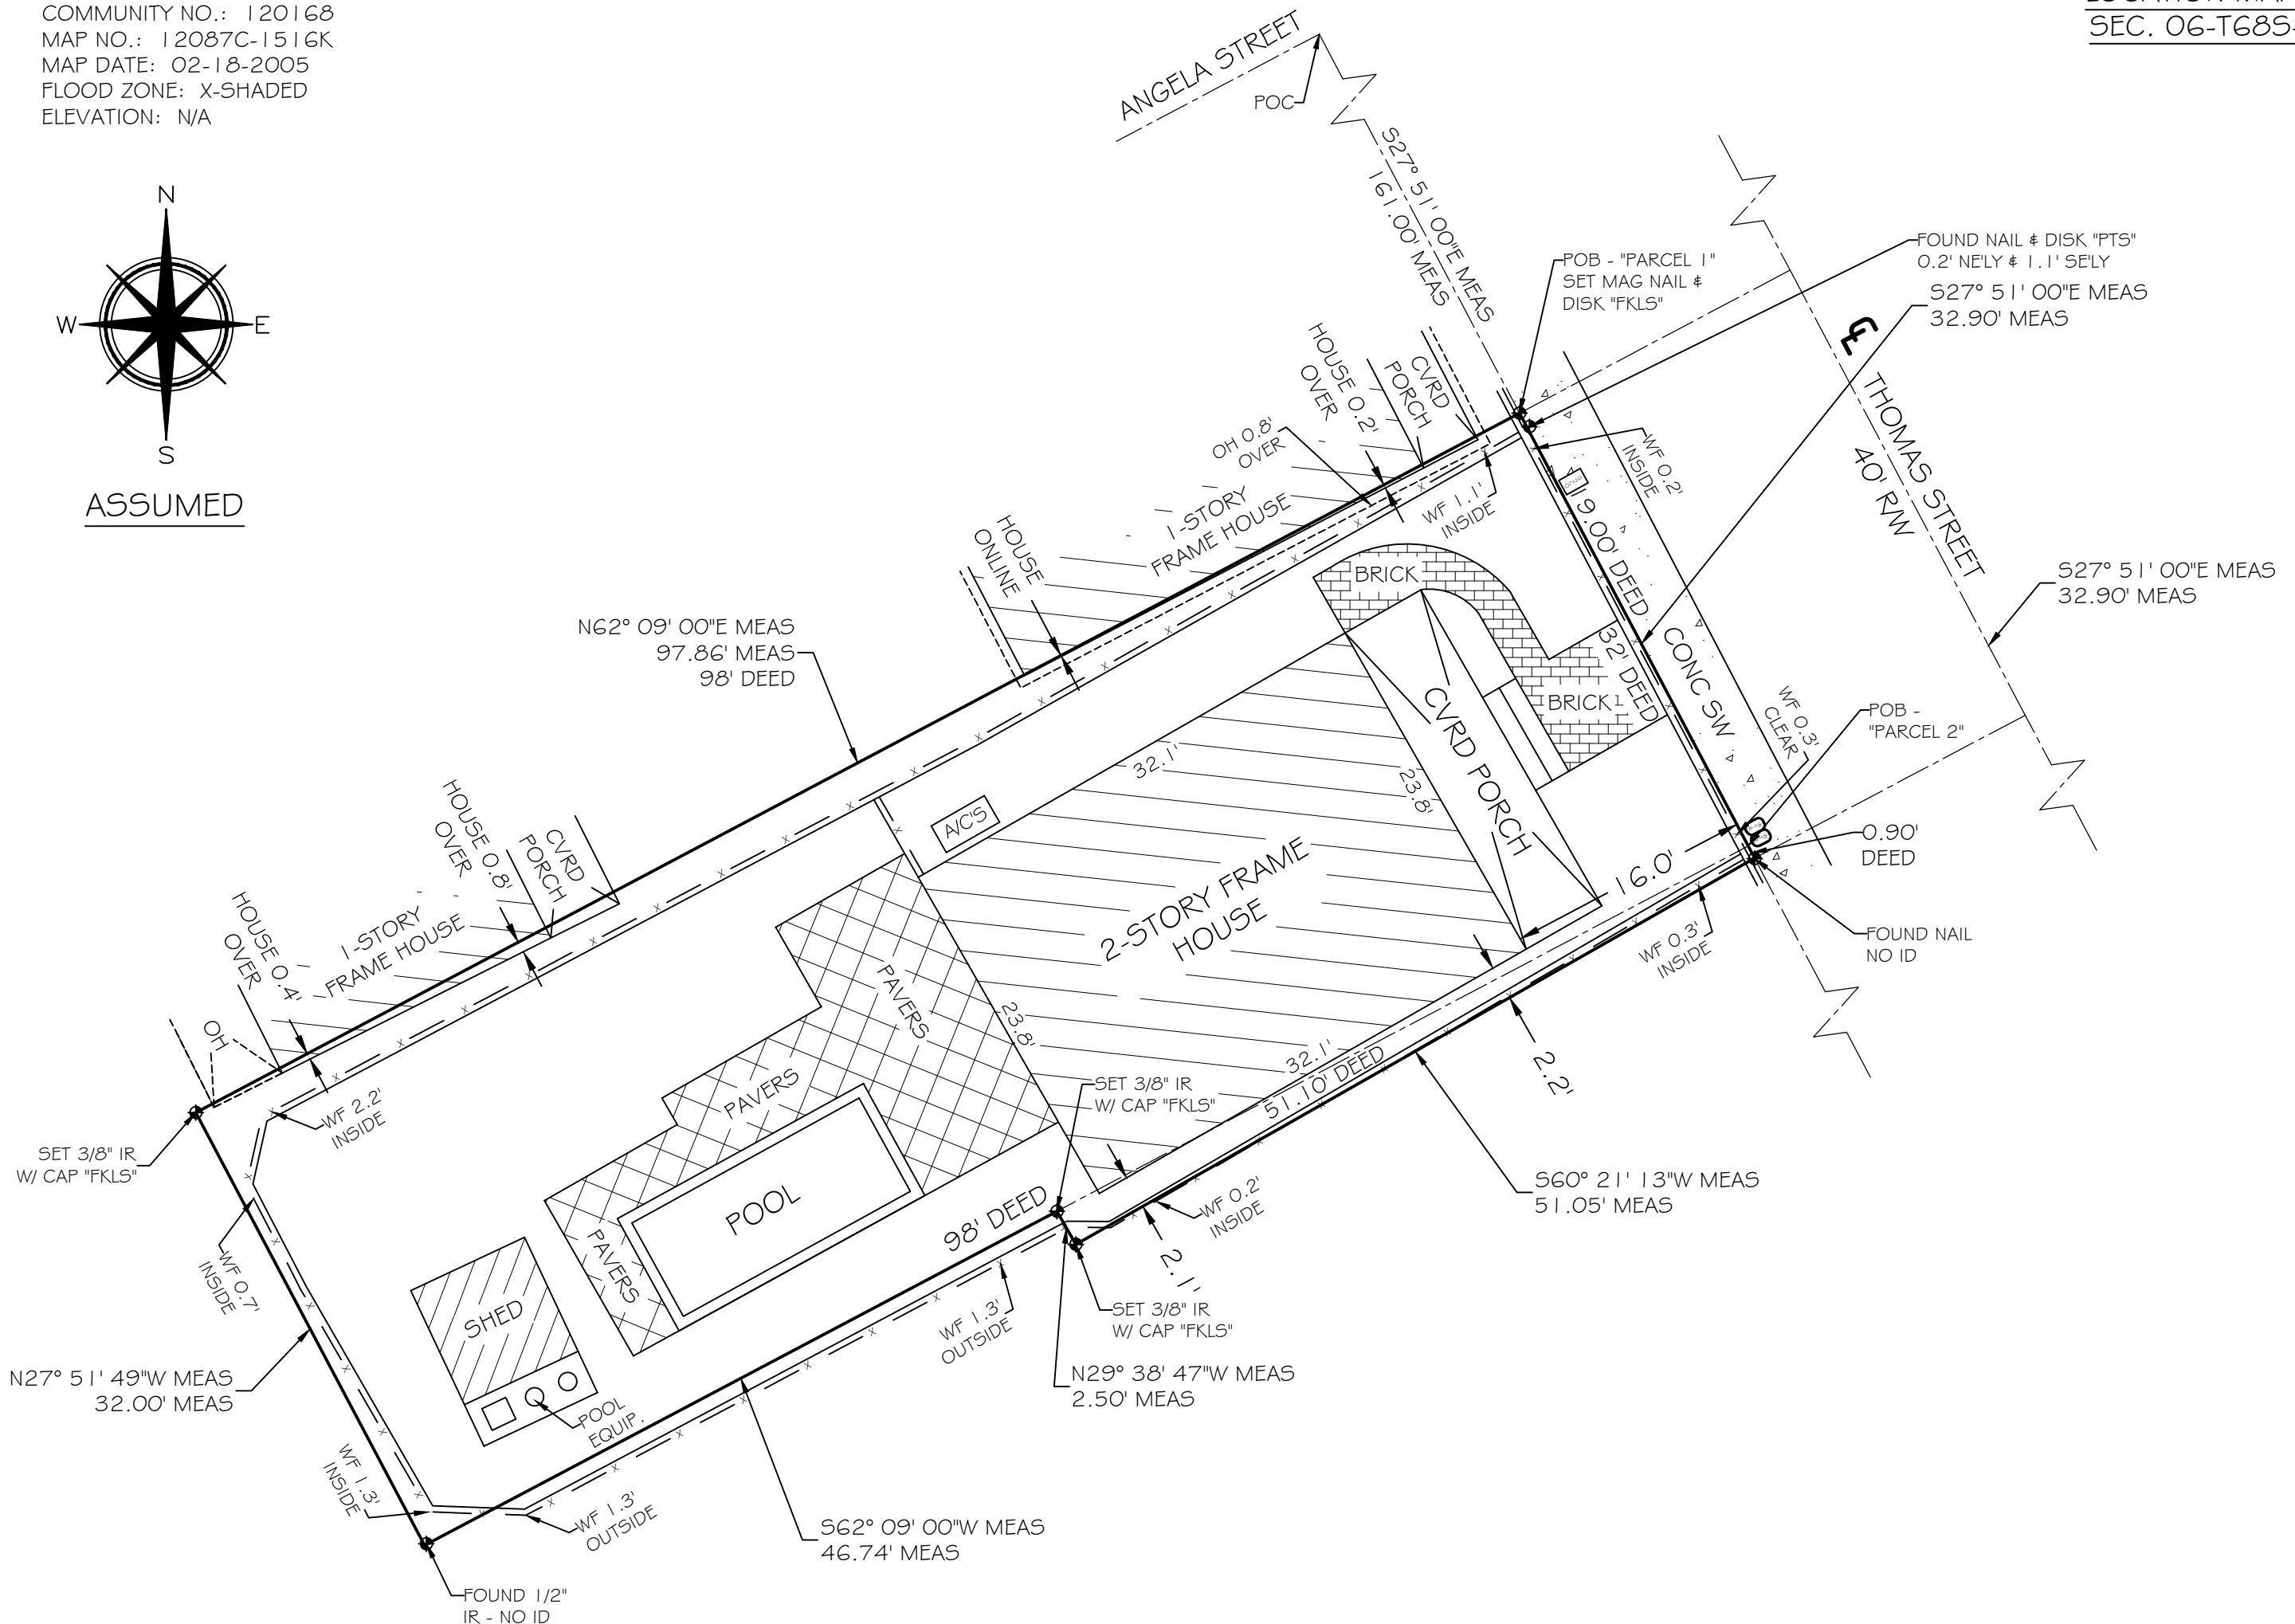 COMMUNITY NO.: 120168
MAP NO.: 12087C-1516K
MAP DATE: 02-18-2005
FLOOD ZONE: X-SHADED
ELEVATION: N/A
SEC. 06-T68S-
N
W
E
S
ASSUMED
ANGELA STREET
POC
S27° 51' 00"E MEAS
161.00' MEAS
POB - "PARCEL 1"
SET MAG NAIL &
DISK "FKLS"
FOUND NAIL & DISK "PTS"
0.2' NE'LY & 1.1' SE'LY
S27° 51' 00"E MEAS
32.90' MEAS
THOMAS STREET
40' R/W
S27° 51' 00"E MEAS
32.90' MEAS
HOUSE 0.2'
OVER
CVRD
PORCH
OH 0.8'
OVER
WF 0.2'
INSIDE
WF 1.1'
INSIDE
1-STORY
FRAME HOUSE
HOUSE
ONLINE
19.00' DEED
32' DEED
CONC SW
BRICK
BRICK
CVRD PORCH
WF 0.3'
CLEAR
POB -
"PARCEL 2"
0.90'
DEED
FOUND NAIL
NO ID
N62° 09' 00"E MEAS
97.86' MEAS
98' DEED
32.1'
23.8'
A/C'S
16.0'
2-STORY FRAME
HOUSE
WF 0.3'
INSIDE
HOUSE 0.8'
OVER
CVRD
PORCH
HOUSE 0.4'
OVER
1-STORY
FRAME HOUSE
OH
PAVERS
23.8'
32.1'
51.10' DEED
2.2'
SET 3/8" IR
W/ CAP "FKLS"
PAVERS
WF 2.2'
INSIDE
SET 3/8" IR
W/ CAP "FKLS"
S60° 21' 13"W MEAS
51.05' MEAS
POOL
98' DEED
WF 0.2'
INSIDE
2.1'
PAVERS
WF 0.7'
INSIDE
SHED
WF 1.3'
OUTSIDE
SET 3/8" IR
W/ CAP "FKLS"
N27° 51' 49"W MEAS
32.00' MEAS
N29° 38' 47"W MEAS
2.50' MEAS
POOL
EQUIP.
WF 1.3'
INSIDE
WF 1.3'
OUTSIDE
S62° 09' 00"W MEAS
46.74' MEAS
FOUND 1/2"
IR - NO ID